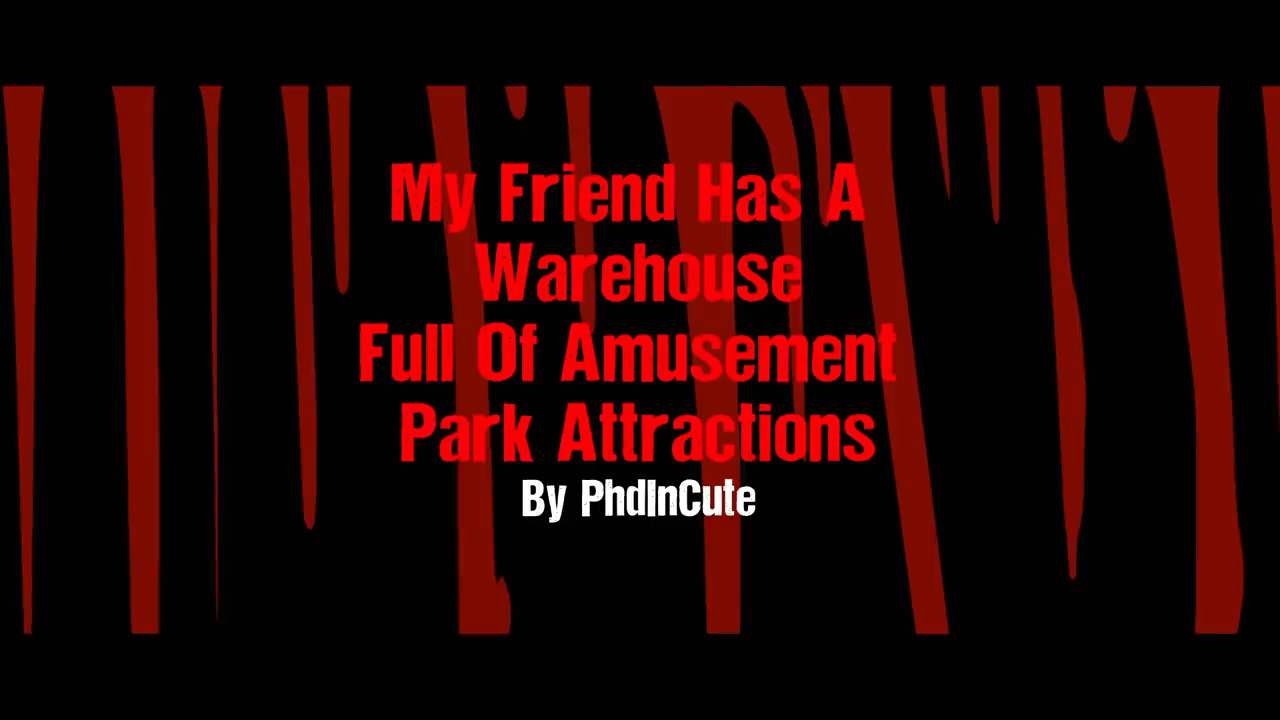 My Friend Has A
Warehouse
Full Of Amusement
Park Attractions
By PhdInCute